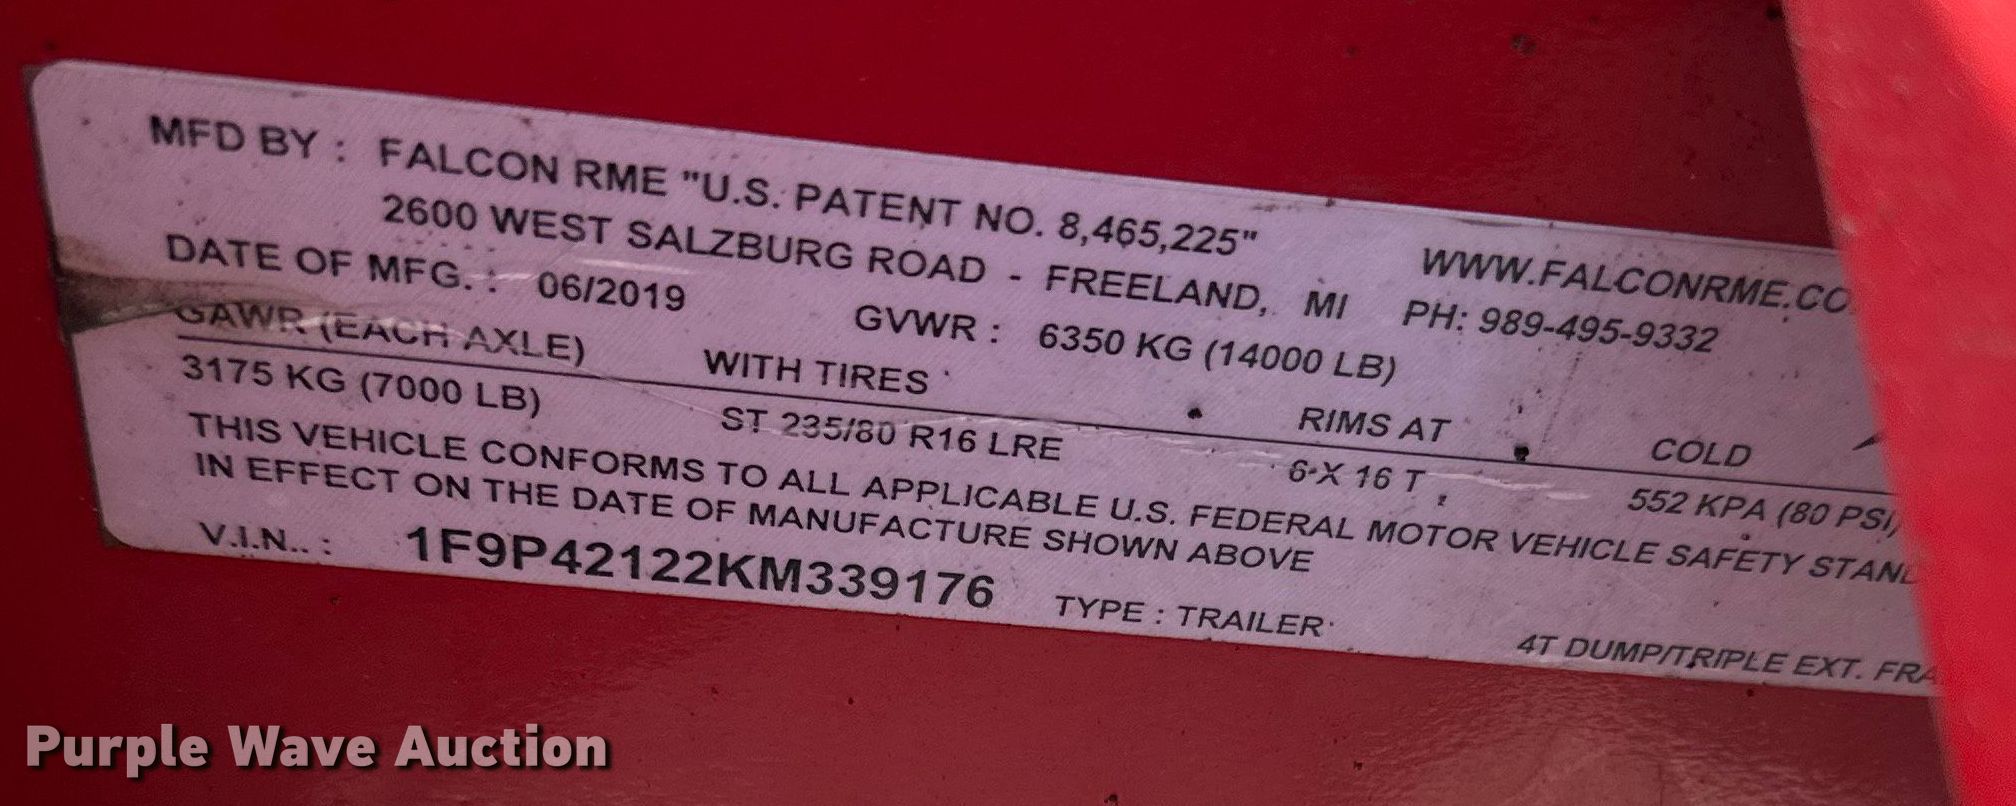 MFD BY : FALCON RME "U.S. PATENT NO. 8,465,225" WWW.FALCONRME.CO
2600 WEST SALZBURG ROAD - FREELAND, MI PH: 989-495-9332
DATE OF MFG. : 06/2019 GVWR : 6350 KG (14000 LB)
GAWR (EACH AXLE) WITH TIRES RIMS AT COLD
3175 KG (7000 LB) ST 235/80 R16 LRE 6 X 16 T 552 KPA (80 PSI)
THIS VEHICLE CONFORMS TO ALL APPLICABLE U.S. FEDERAL MOTOR VEHICLE SAFETY STAND
IN EFFECT ON THE DATE OF MANUFACTURE SHOWN ABOVE
V.I.N.. : 1F9P42122KM339176 TYPE : TRAILER 4T DUMP/TRIPLE EXT. FRA
Purple Wave Auction